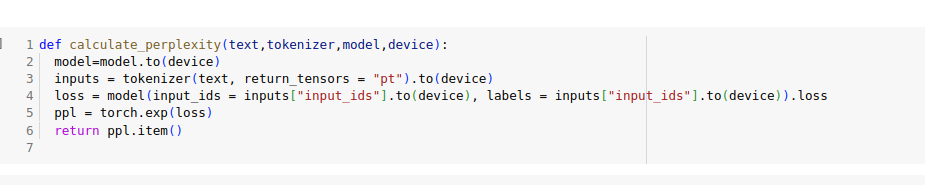 1 def calculate_perplexity(text,tokenizer,model,device):
2   model=model.to(device)
3   inputs = tokenizer(text, return_tensors = "pt").to(device)
4   loss = model(input_ids = inputs["input_ids"].to(device), labels = inputs["input_ids"].to(device)).loss
5   ppl = torch.exp(loss)
6   return ppl.item()
7